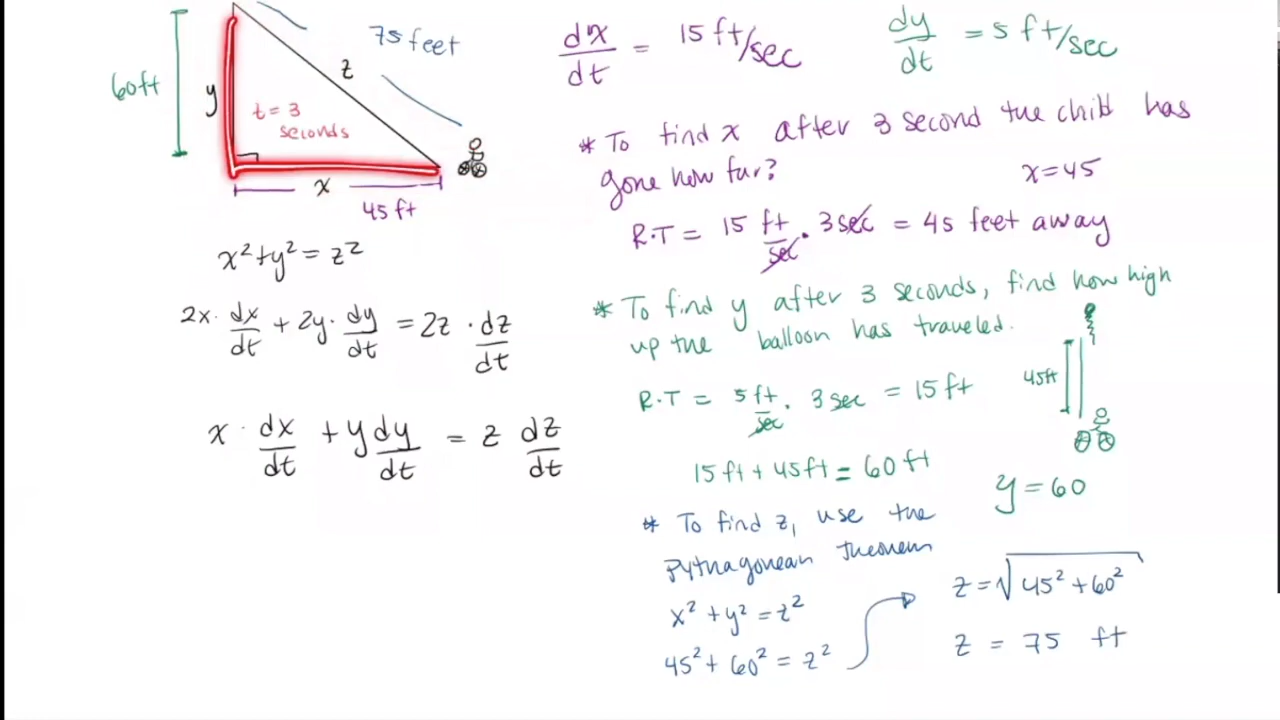 60ft
y
75 feet
z
t = 3
seconds
x
45 ft
x² + y² = z²
2x · dx/dt + 2y · dy/dt = 2z · dz/dt
x · dx/dt + y dy/dt = z dz/dt
dx/dt = 15 ft/sec
dy/dt = 5 ft/sec
* To find x after 3 second the child has
gone how far?
x = 45
R·T = 15 ft/sec · 3 sec = 45 feet away
* To find y after 3 seconds, find how high
up the balloon has traveled.
45ft
R·T = 5 ft/sec · 3 sec = 15 ft
15 ft + 45 ft = 60 ft
y = 60
* To find z, use the
Pythagorean theorem
x² + y² = z²
45² + 60² = z²
z = √45² + 60²
z = 75 ft